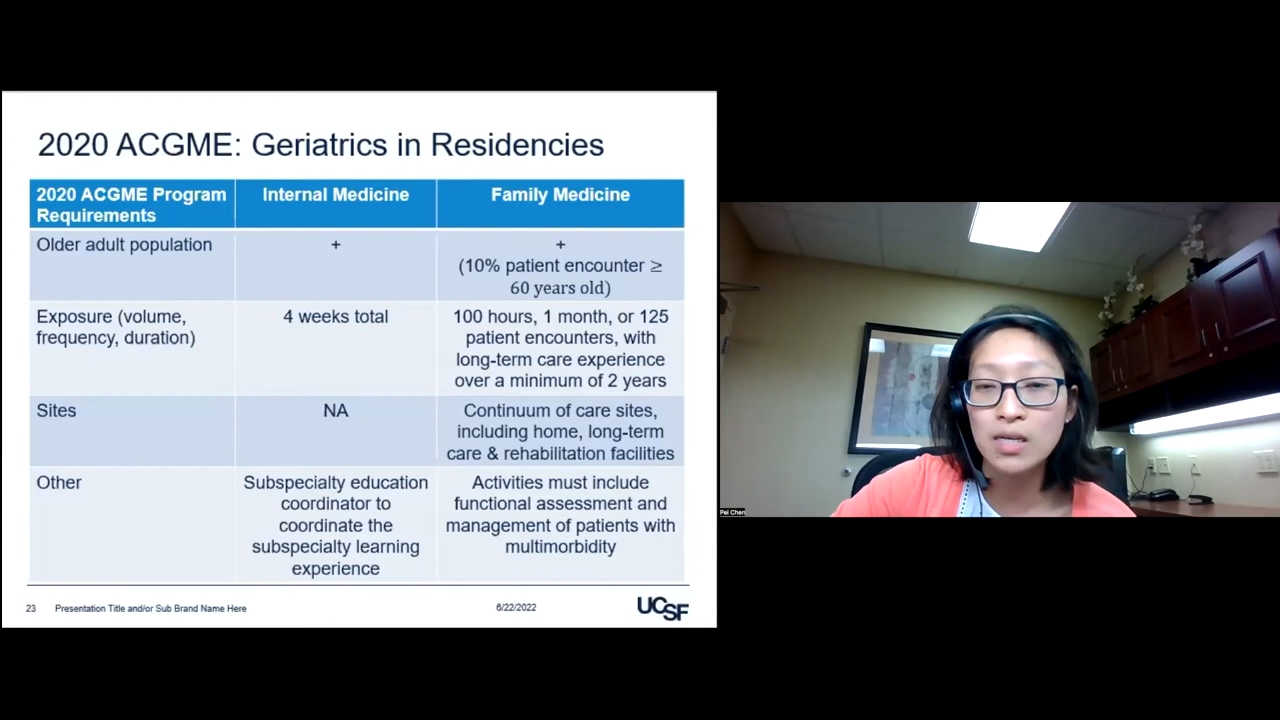 2020 ACGME: Geriatrics in Residencies
2020 ACGME Program
Requirements
Internal Medicine
Family Medicine
Older adult population
+
+
(10% patient encounter ≥
60 years old)
Exposure (volume,
frequency, duration)
4 weeks total
100 hours, 1 month, or 125
patient encounters, with
long-term care experience
over a minimum of 2 years
Sites
NA
Continuum of care sites,
including home, long-term
care & rehabilitation facilities
Other
Subspecialty education
coordinator to
coordinate the
subspecialty learning
experience
Activities must include
functional assessment and
management of patients with
multimorbidity
23 Presentation Title and/or Sub Brand Name Here
6/22/2022
UCSF
Pei Chen